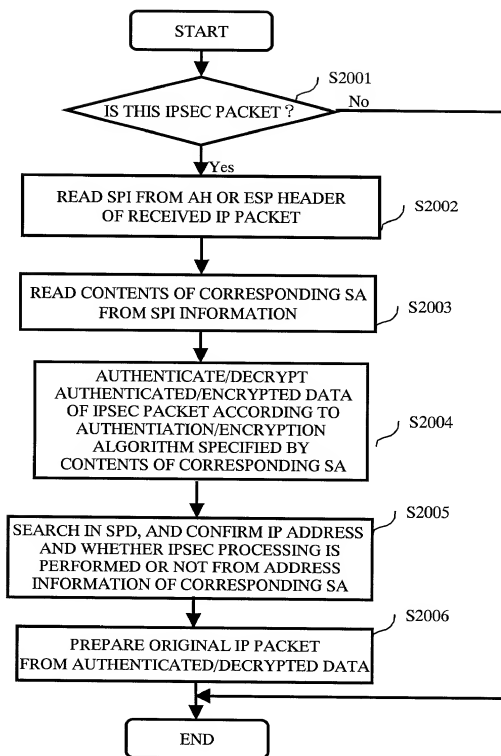 START
S2001
IS THIS IPSEC PACKET ?
No
Yes
READ SPI FROM AH OR ESP HEADER
OF RECEIVED IP PACKET
S2002
READ CONTENTS OF CORRESPONDING SA
FROM SPI INFORMATION
S2003
AUTHENTICATE/DECRYPT
AUTHENTICATED/ENCRYPTED DATA
OF IPSEC PACKET ACCORDING TO
AUTHENTIATION/ENCRYPTION
ALGORITHM SPECIFIED BY
CONTENTS OF CORRESPONDING SA
S2004
S2005
SEARCH IN SPD, AND CONFIRM IP ADDRESS
AND WHETHER IPSEC PROCESSING IS
PERFORMED OR NOT FROM ADDRESS
INFORMATION OF CORRESPONDING SA
S2006
PREPARE ORIGINAL IP PACKET
FROM AUTHENTICATED/DECRYPTED DATA
END